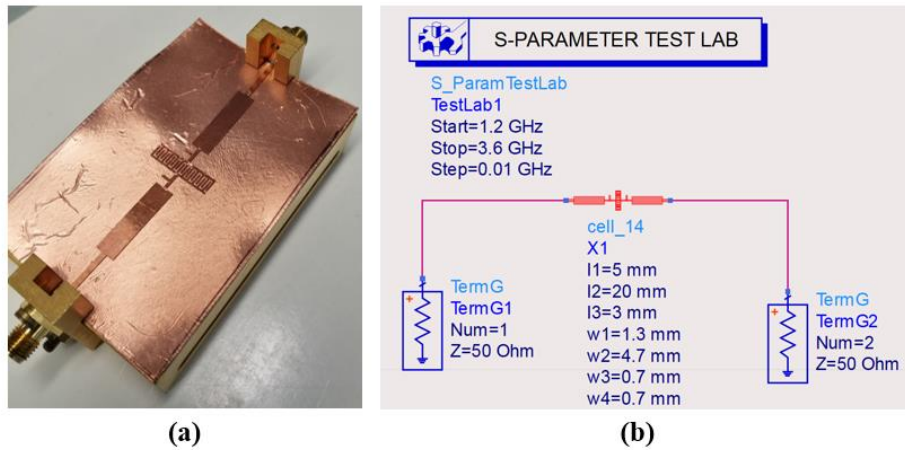 S-PARAMETER TEST LAB
S_ParamTestLab
TestLab1
Start=1.2 GHz
Stop=3.6 GHz
Step=0.01 GHz
cell_14
X1
l1=5 mm
l2=20 mm
l3=3 mm
w1=1.3 mm
w2=4.7 mm
w3=0.7 mm
w4=0.7 mm
TermG
TermG1
Num=1
Z=50 Ohm
TermG
TermG2
Num=2
Z=50 Ohm
(a)
(b)